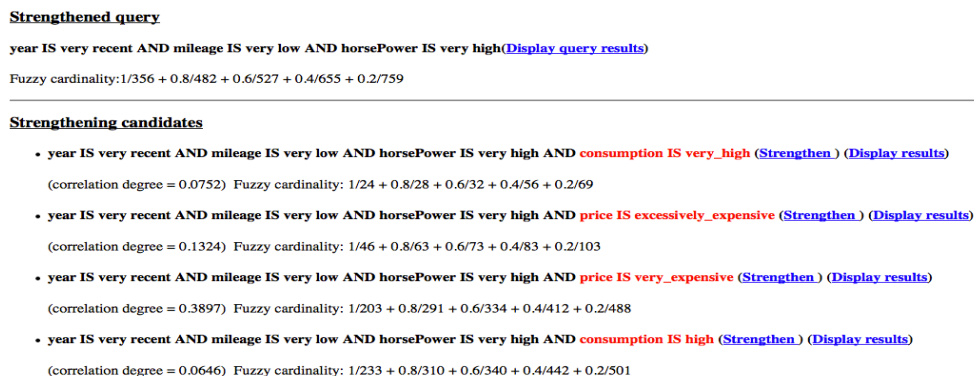 Strengthened query
year IS very recent AND mileage IS very low AND horsePower IS very high(Display query results)
Fuzzy cardinality:1/356 + 0.8/482 + 0.6/527 + 0.4/655 + 0.2/759
Strengthening candidates
• year IS very recent AND mileage IS very low AND horsePower IS very high AND consumption IS very_high (Strengthen ) (Display results)
(correlation degree = 0.0752) Fuzzy cardinality: 1/24 + 0.8/28 + 0.6/32 + 0.4/56 + 0.2/69
• year IS very recent AND mileage IS very low AND horsePower IS very high AND price IS excessively_expensive (Strengthen ) (Display results)
(correlation degree = 0.1324) Fuzzy cardinality: 1/46 + 0.8/63 + 0.6/73 + 0.4/83 + 0.2/103
• year IS very recent AND mileage IS very low AND horsePower IS very high AND price IS very_expensive (Strengthen ) (Display results)
(correlation degree = 0.3897) Fuzzy cardinality: 1/203 + 0.8/291 + 0.6/334 + 0.4/412 + 0.2/488
• year IS very recent AND mileage IS very low AND horsePower IS very high AND consumption IS high (Strengthen ) (Display results)
(correlation degree = 0.0646) Fuzzy cardinality: 1/233 + 0.8/310 + 0.6/340 + 0.4/442 + 0.2/501